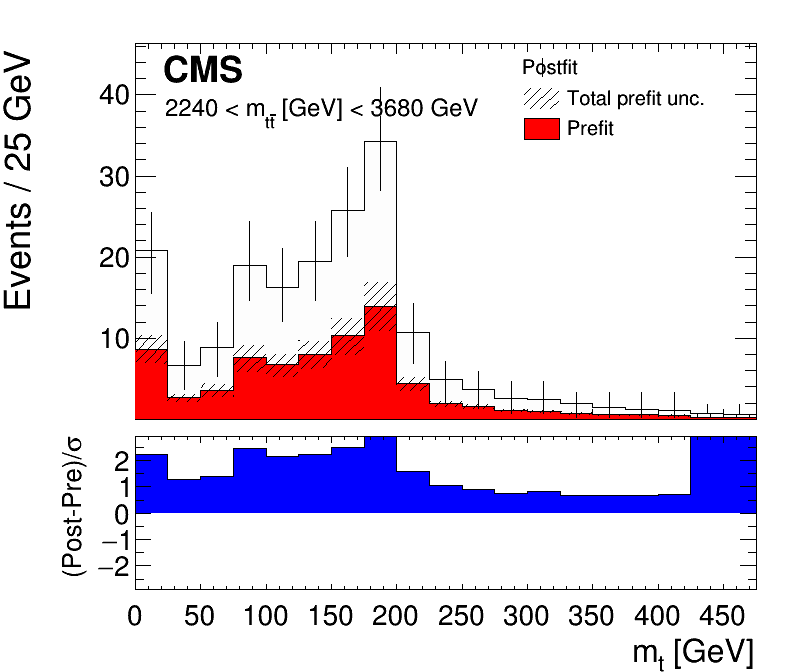 CMS
2240 < m_tt̄ [GeV] < 3680 GeV
Postfit
Total prefit unc.
Prefit
Events / 25 GeV
40
30
20
10
(Post-Pre)/σ
2
1
0
−1
−2
0 50 100 150 200 250 300 350 400 450
m_t [GeV]